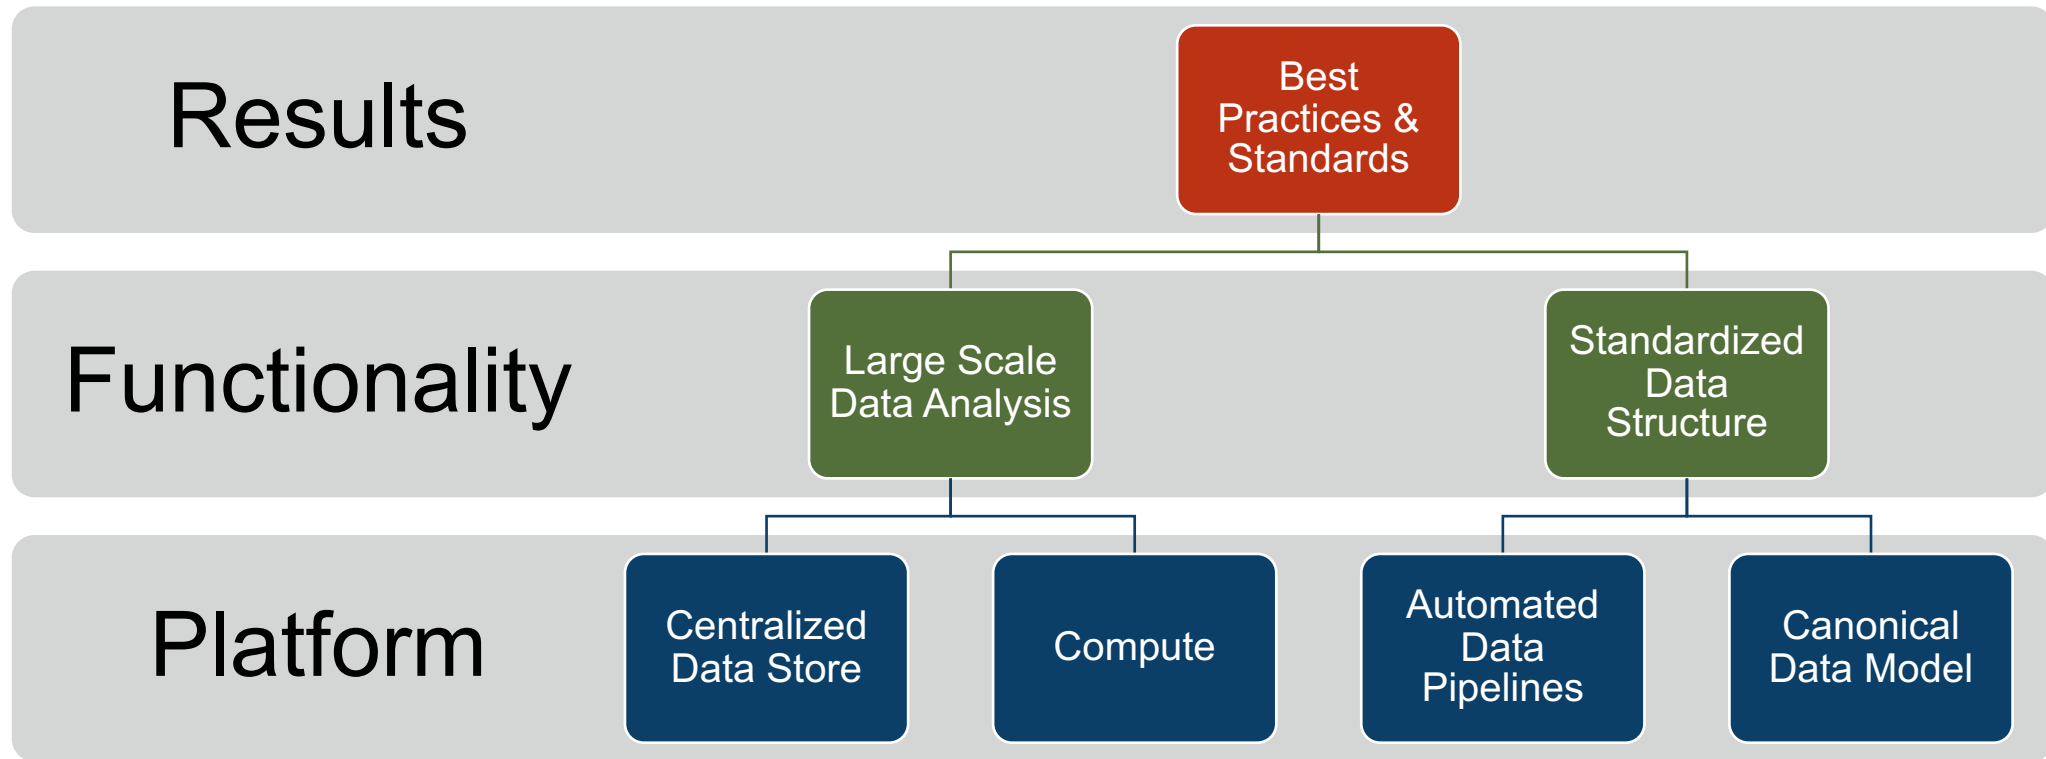 Results
Best
Practices &
Standards
Functionality
Large Scale
Data Analysis
Standardized
Data
Structure
Platform
Centralized
Data Store
Compute
Automated
Data
Pipelines
Canonical
Data Model